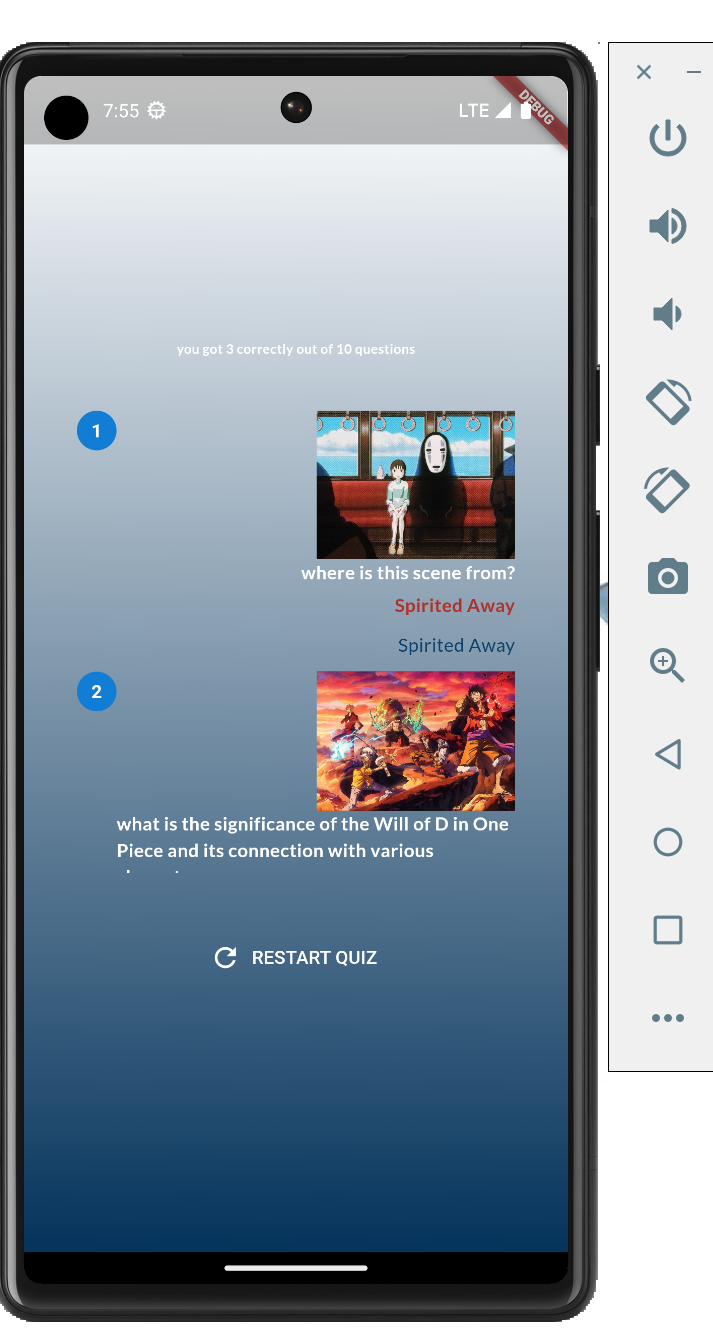 7:55
LTE
DEBUG
you got 3 correctly out of 10 questions
1
where is this scene from?
Spirited Away
Spirited Away
2
what is the significance of the Will of D in One
Piece and its connection with various
RESTART QUIZ